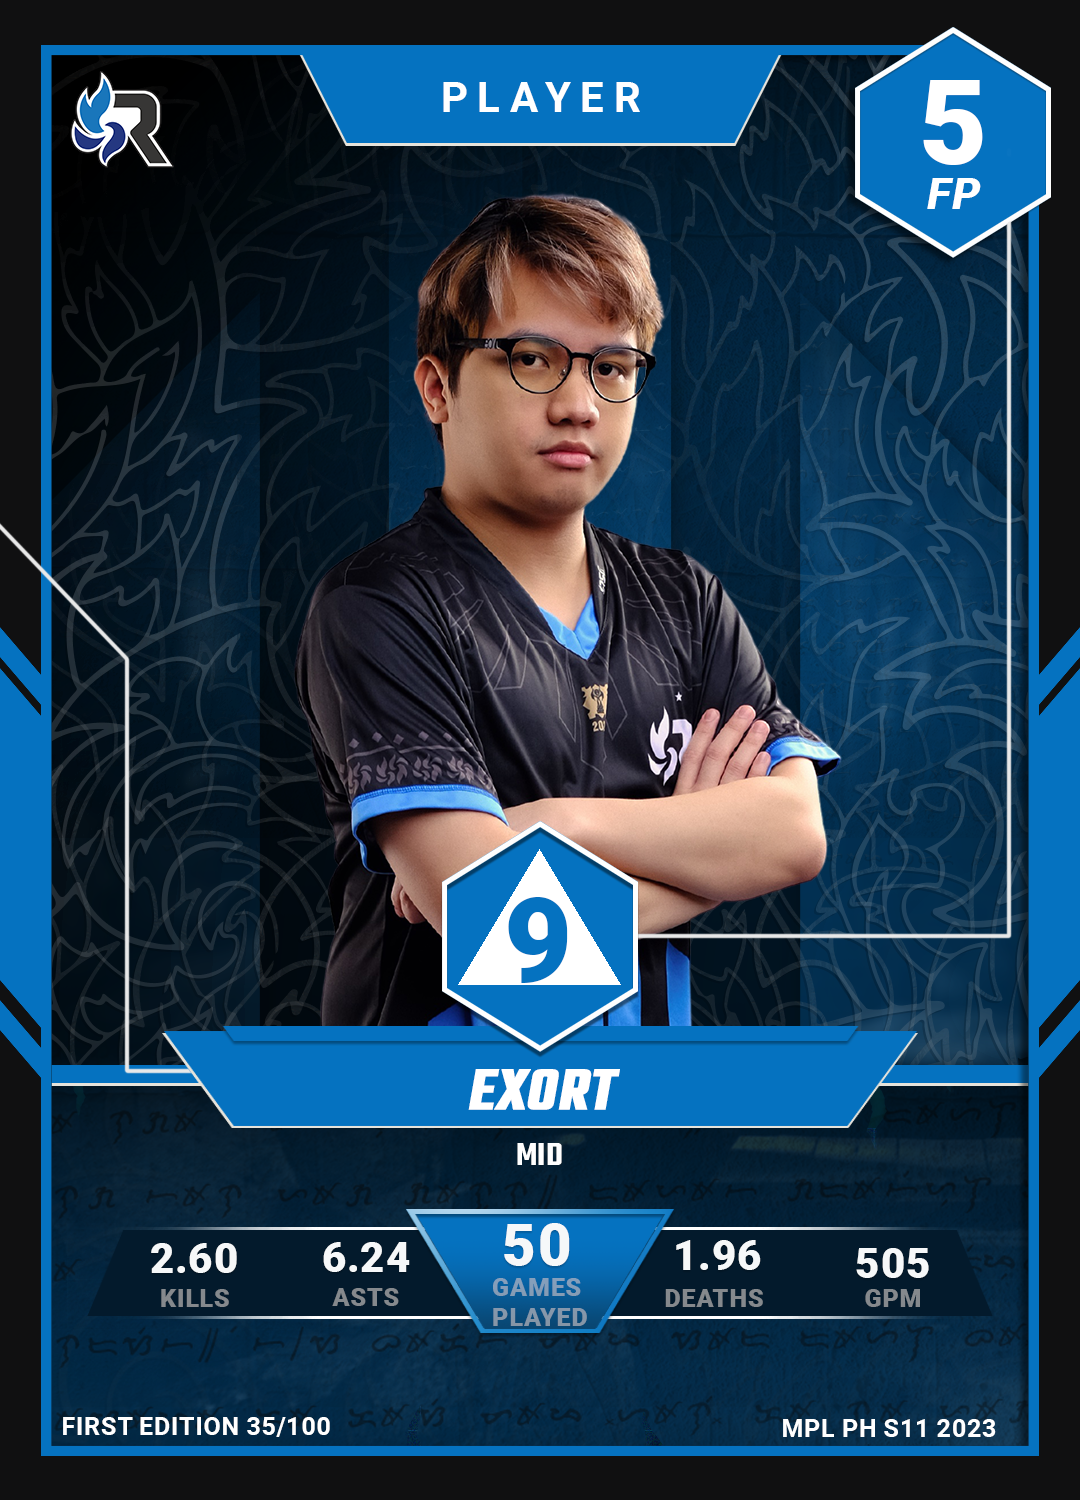 PLAYER
5
FP
9
EXORT
MID
2.60
KILLS
6.24
ASTS
50
GAMES
PLAYED
1.96
DEATHS
505
GPM
FIRST EDITION 35/100
MPL PH S11 2023